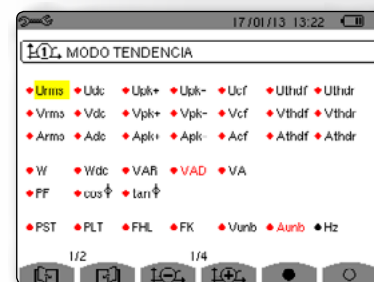 17/01/13 13:22
1 MODO TENDENCIA
Urms Udc Upk+ Upk- Ucf Uthdf Uthdr
Vrms Vdc Vpk+ Vpk- Vcf Vthdf Vthdr
Arms Adc Apk+ Apk- Acf Athdf Athdr
W Wdc VAR VAD VA
PF cos ϕ tan ϕ
PST PLT FHL FK Vunb Aunb Hz
1/2 1/4